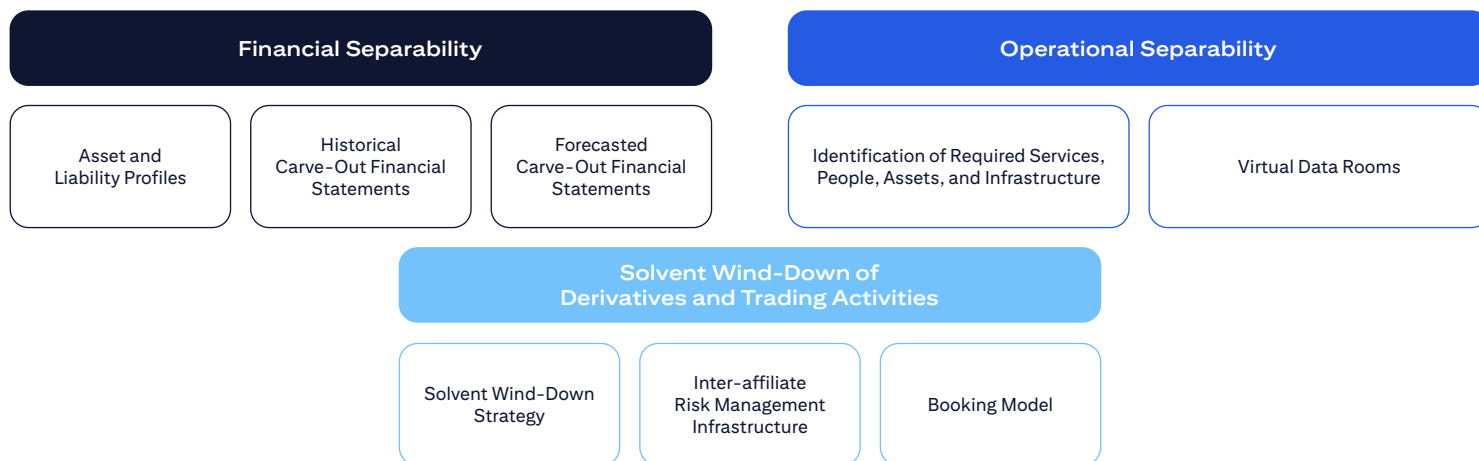 Financial Separability
Operational Separability
Asset and
Liability Profiles
Historical
Carve-Out Financial
Statements
Forecasted
Carve-Out Financial
Statements
Identification of Required Services,
People, Assets, and Infrastructure
Virtual Data Rooms
Solvent Wind-Down of
Derivatives and Trading Activities
Solvent Wind-Down
Strategy
Inter-affiliate
Risk Management
Infrastructure
Booking Model